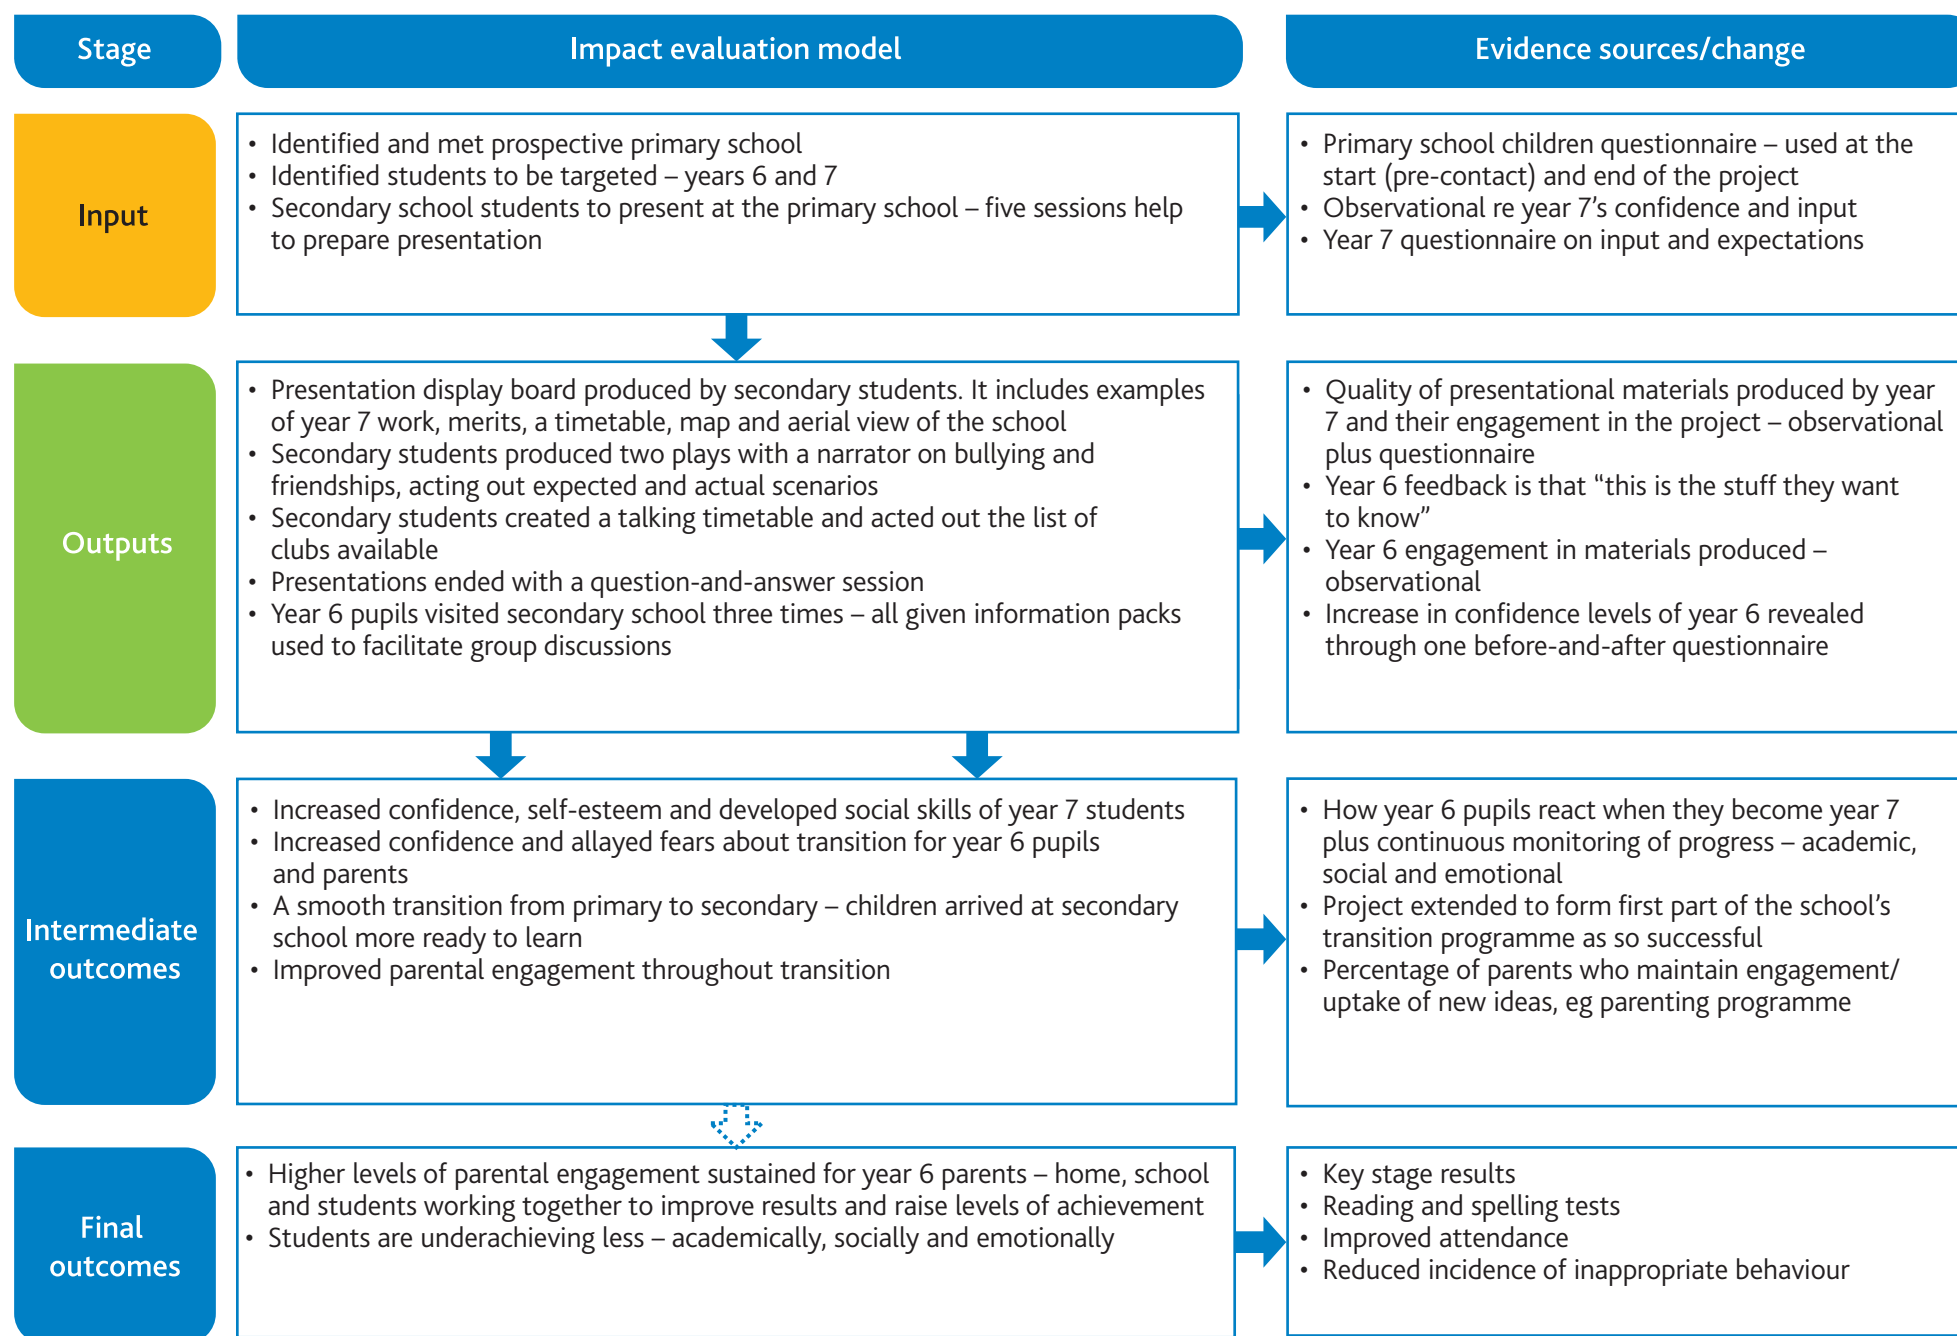 Stage
Impact evaluation model
Evidence sources/change
Input
• Identified and met prospective primary school
• Identified students to be targeted – years 6 and 7
• Secondary school students to present at the primary school – five sessions help
to prepare presentation
• Primary school children questionnaire – used at the
start (pre-contact) and end of the project
• Observational re year 7’s confidence and input
• Year 7 questionnaire on input and expectations
Outputs
• Presentation display board produced by secondary students. It includes examples
of year 7 work, merits, a timetable, map and aerial view of the school
• Secondary students produced two plays with a narrator on bullying and
friendships, acting out expected and actual scenarios
• Secondary students created a talking timetable and acted out the list of
clubs available
• Presentations ended with a question-and-answer session
• Year 6 pupils visited secondary school three times – all given information packs
used to facilitate group discussions
• Quality of presentational materials produced by year
7 and their engagement in the project – observational
plus questionnaire
• Year 6 feedback is that “this is the stuff they want
to know”
• Year 6 engagement in materials produced –
observational
• Increase in confidence levels of year 6 revealed
through one before-and-after questionnaire
Intermediate
outcomes
• Increased confidence, self-esteem and developed social skills of year 7 students
• Increased confidence and allayed fears about transition for year 6 pupils
and parents
• A smooth transition from primary to secondary – children arrived at secondary
school more ready to learn
• Improved parental engagement throughout transition
• How year 6 pupils react when they become year 7
plus continuous monitoring of progress – academic,
social and emotional
• Project extended to form first part of the school’s
transition programme as so successful
• Percentage of parents who maintain engagement/
uptake of new ideas, eg parenting programme
Final
outcomes
• Higher levels of parental engagement sustained for year 6 parents – home, school
and students working together to improve results and raise levels of achievement
• Students are underachieving less – academically, socially and emotionally
• Key stage results
• Reading and spelling tests
• Improved attendance
• Reduced incidence of inappropriate behaviour